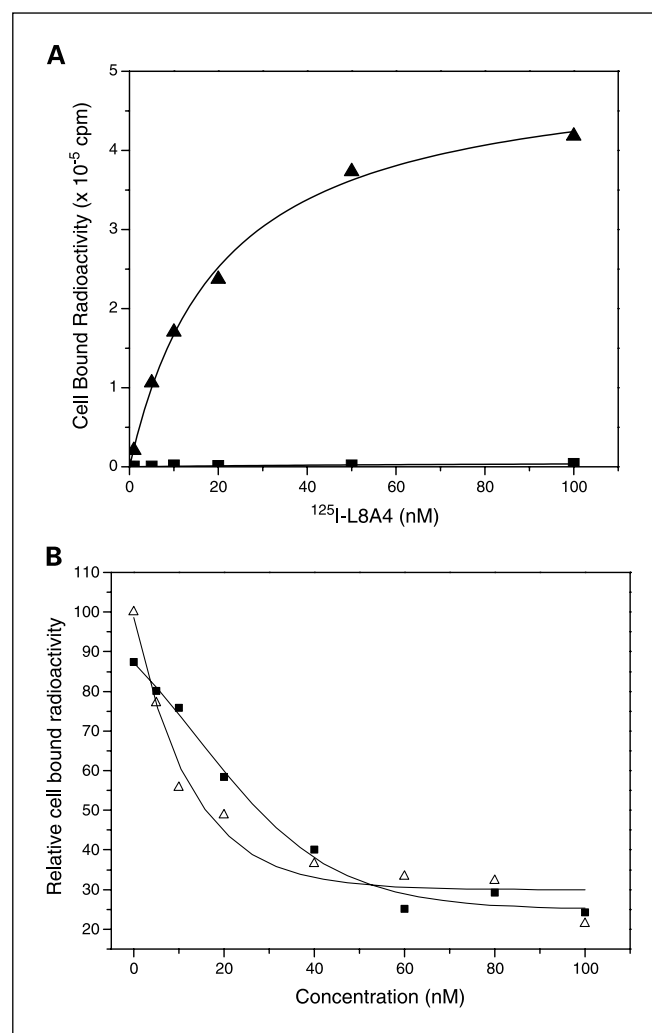 A
Cell Bound Radioactivity (x 10⁻⁵ cpm)
5
4
3
2
1
0
0 20 40 60 80 100
¹²⁵I-L8A4 (nM)
B
Relative cell bound radioactivity
110
100
90
80
70
60
50
40
30
20
0 20 40 60 80 100
Concentration (nM)